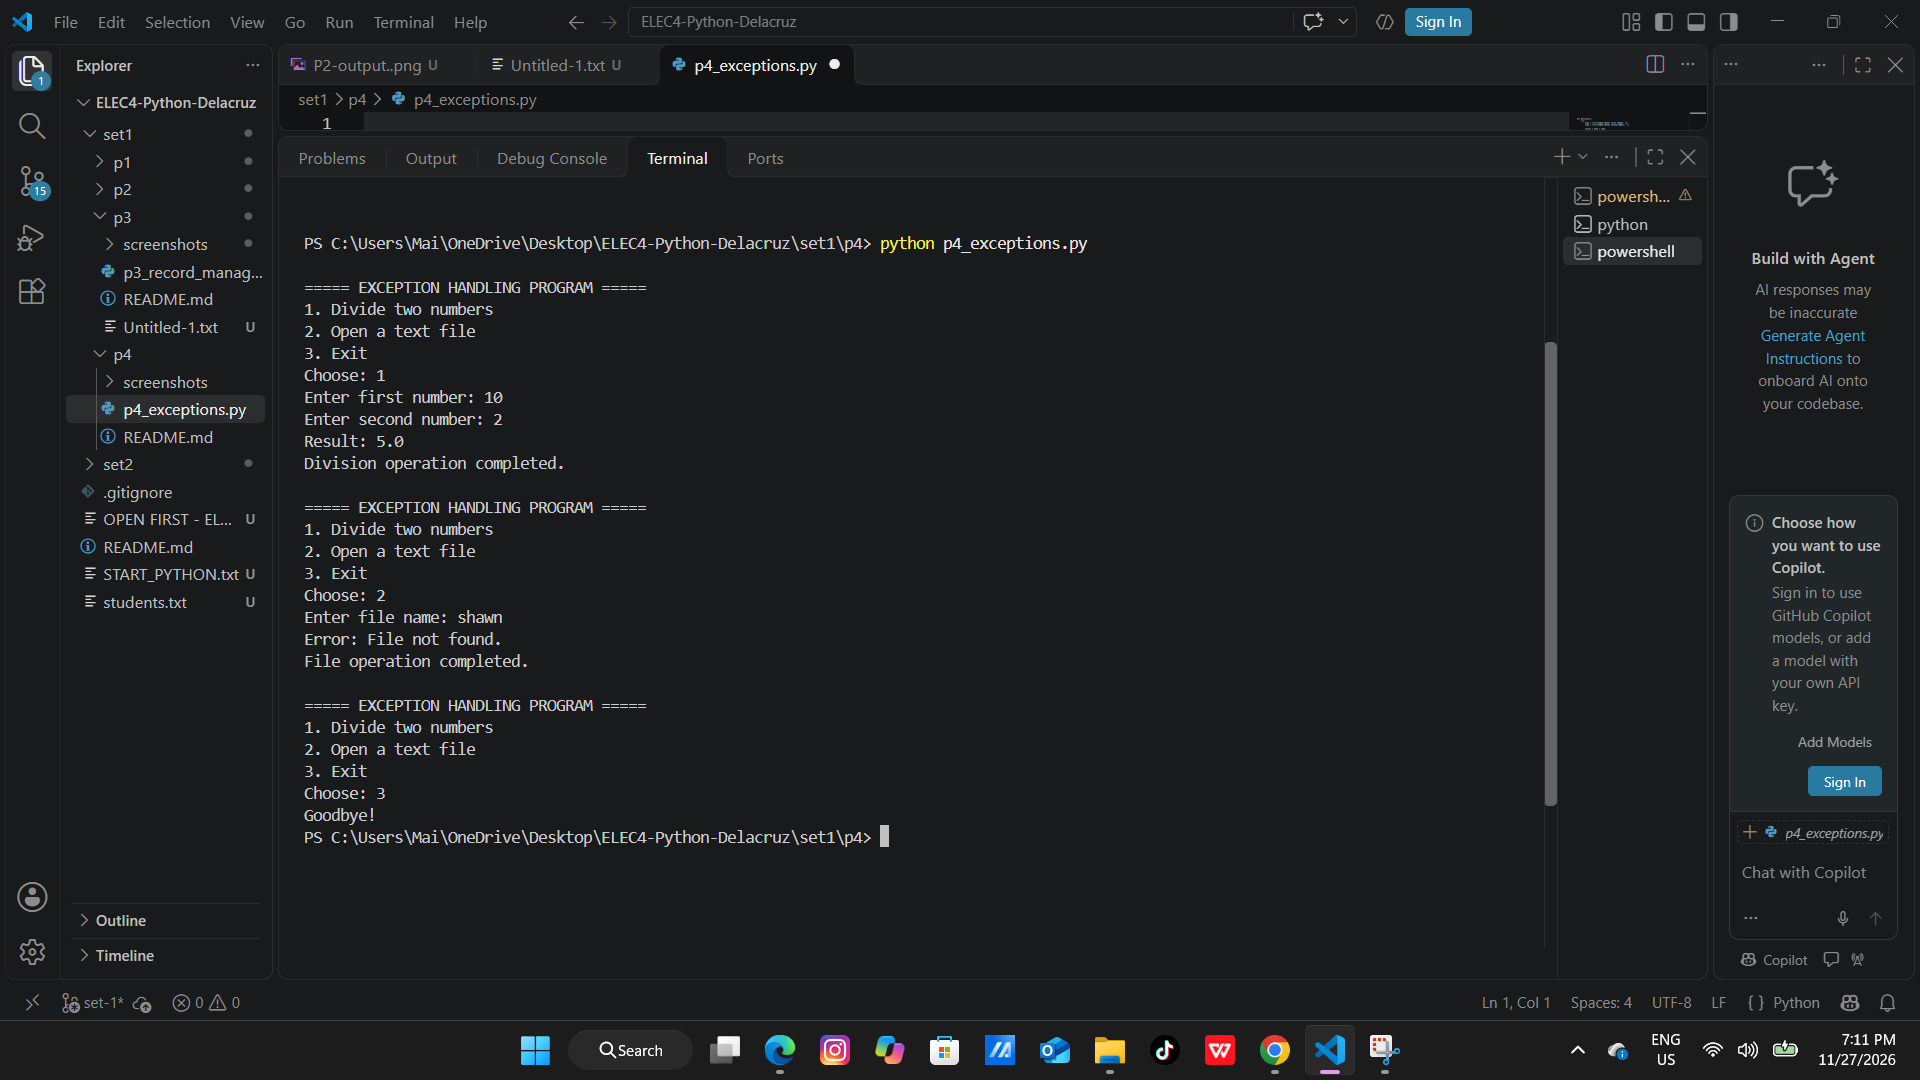 File Edit Selection View Go Run Terminal Help
ELEC4-Python-Delacruz
Sign In
Explorer
P2-output..png U
Untitled-1.txt U
p4_exceptions.py
ELEC4-Python-Delacruz
set1 > p4 > p4_exceptions.py
1
set1
p1
p2
p3
screenshots
p3_record_manag...
README.md
Untitled-1.txt U
p4
screenshots
p4_exceptions.py
README.md
set2
.gitignore
OPEN FIRST - EL... U
README.md
START_PYTHON.txt U
students.txt U
Outline
Timeline
1
15
Problems Output Debug Console Terminal Ports
PS C:\Users\Mai\OneDrive\Desktop\ELEC4-Python-Delacruz\set1\p4> python p4_exceptions.py
===== EXCEPTION HANDLING PROGRAM =====
1. Divide two numbers
2. Open a text file
3. Exit
Choose: 1
Enter first number: 10
Enter second number: 2
Result: 5.0
Division operation completed.
===== EXCEPTION HANDLING PROGRAM =====
1. Divide two numbers
2. Open a text file
3. Exit
Choose: 2
Enter file name: shawn
Error: File not found.
File operation completed.
===== EXCEPTION HANDLING PROGRAM =====
1. Divide two numbers
2. Open a text file
3. Exit
Choose: 3
Goodbye!
PS C:\Users\Mai\OneDrive\Desktop\ELEC4-Python-Delacruz\set1\p4>
powersh...
python
powershell
Build with Agent
AI responses may
be inaccurate
Generate Agent
Instructions to
onboard AI onto
your codebase.
Choose how
you want to use
Copilot.
Sign in to use
GitHub Copilot
models, or add
a model with
your own API
key.
Add Models
Sign In
p4_exceptions.py
Chat with Copilot
Copilot
set-1* 0 0
Ln 1, Col 1 Spaces: 4 UTF-8 LF { } Python
Search
ENG
US
7:11 PM
11/27/2026